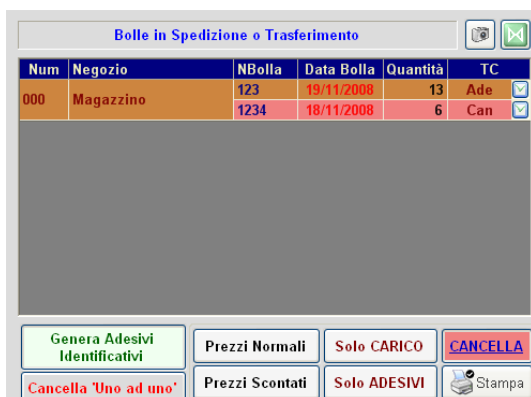 Bolle in Spedizione o Trasferimento
Num Negozio NBolla Data Bolla Quantità TC
000 Magazzino 123 19/11/2008 13 Ade
1234 18/11/2008 6 Can
Genera Adesivi
Identificativi
Prezzi Normali Solo CARICO CANCELLA
Cancella 'Uno ad uno' Prezzi Scontati Solo ADESIVI Stampa